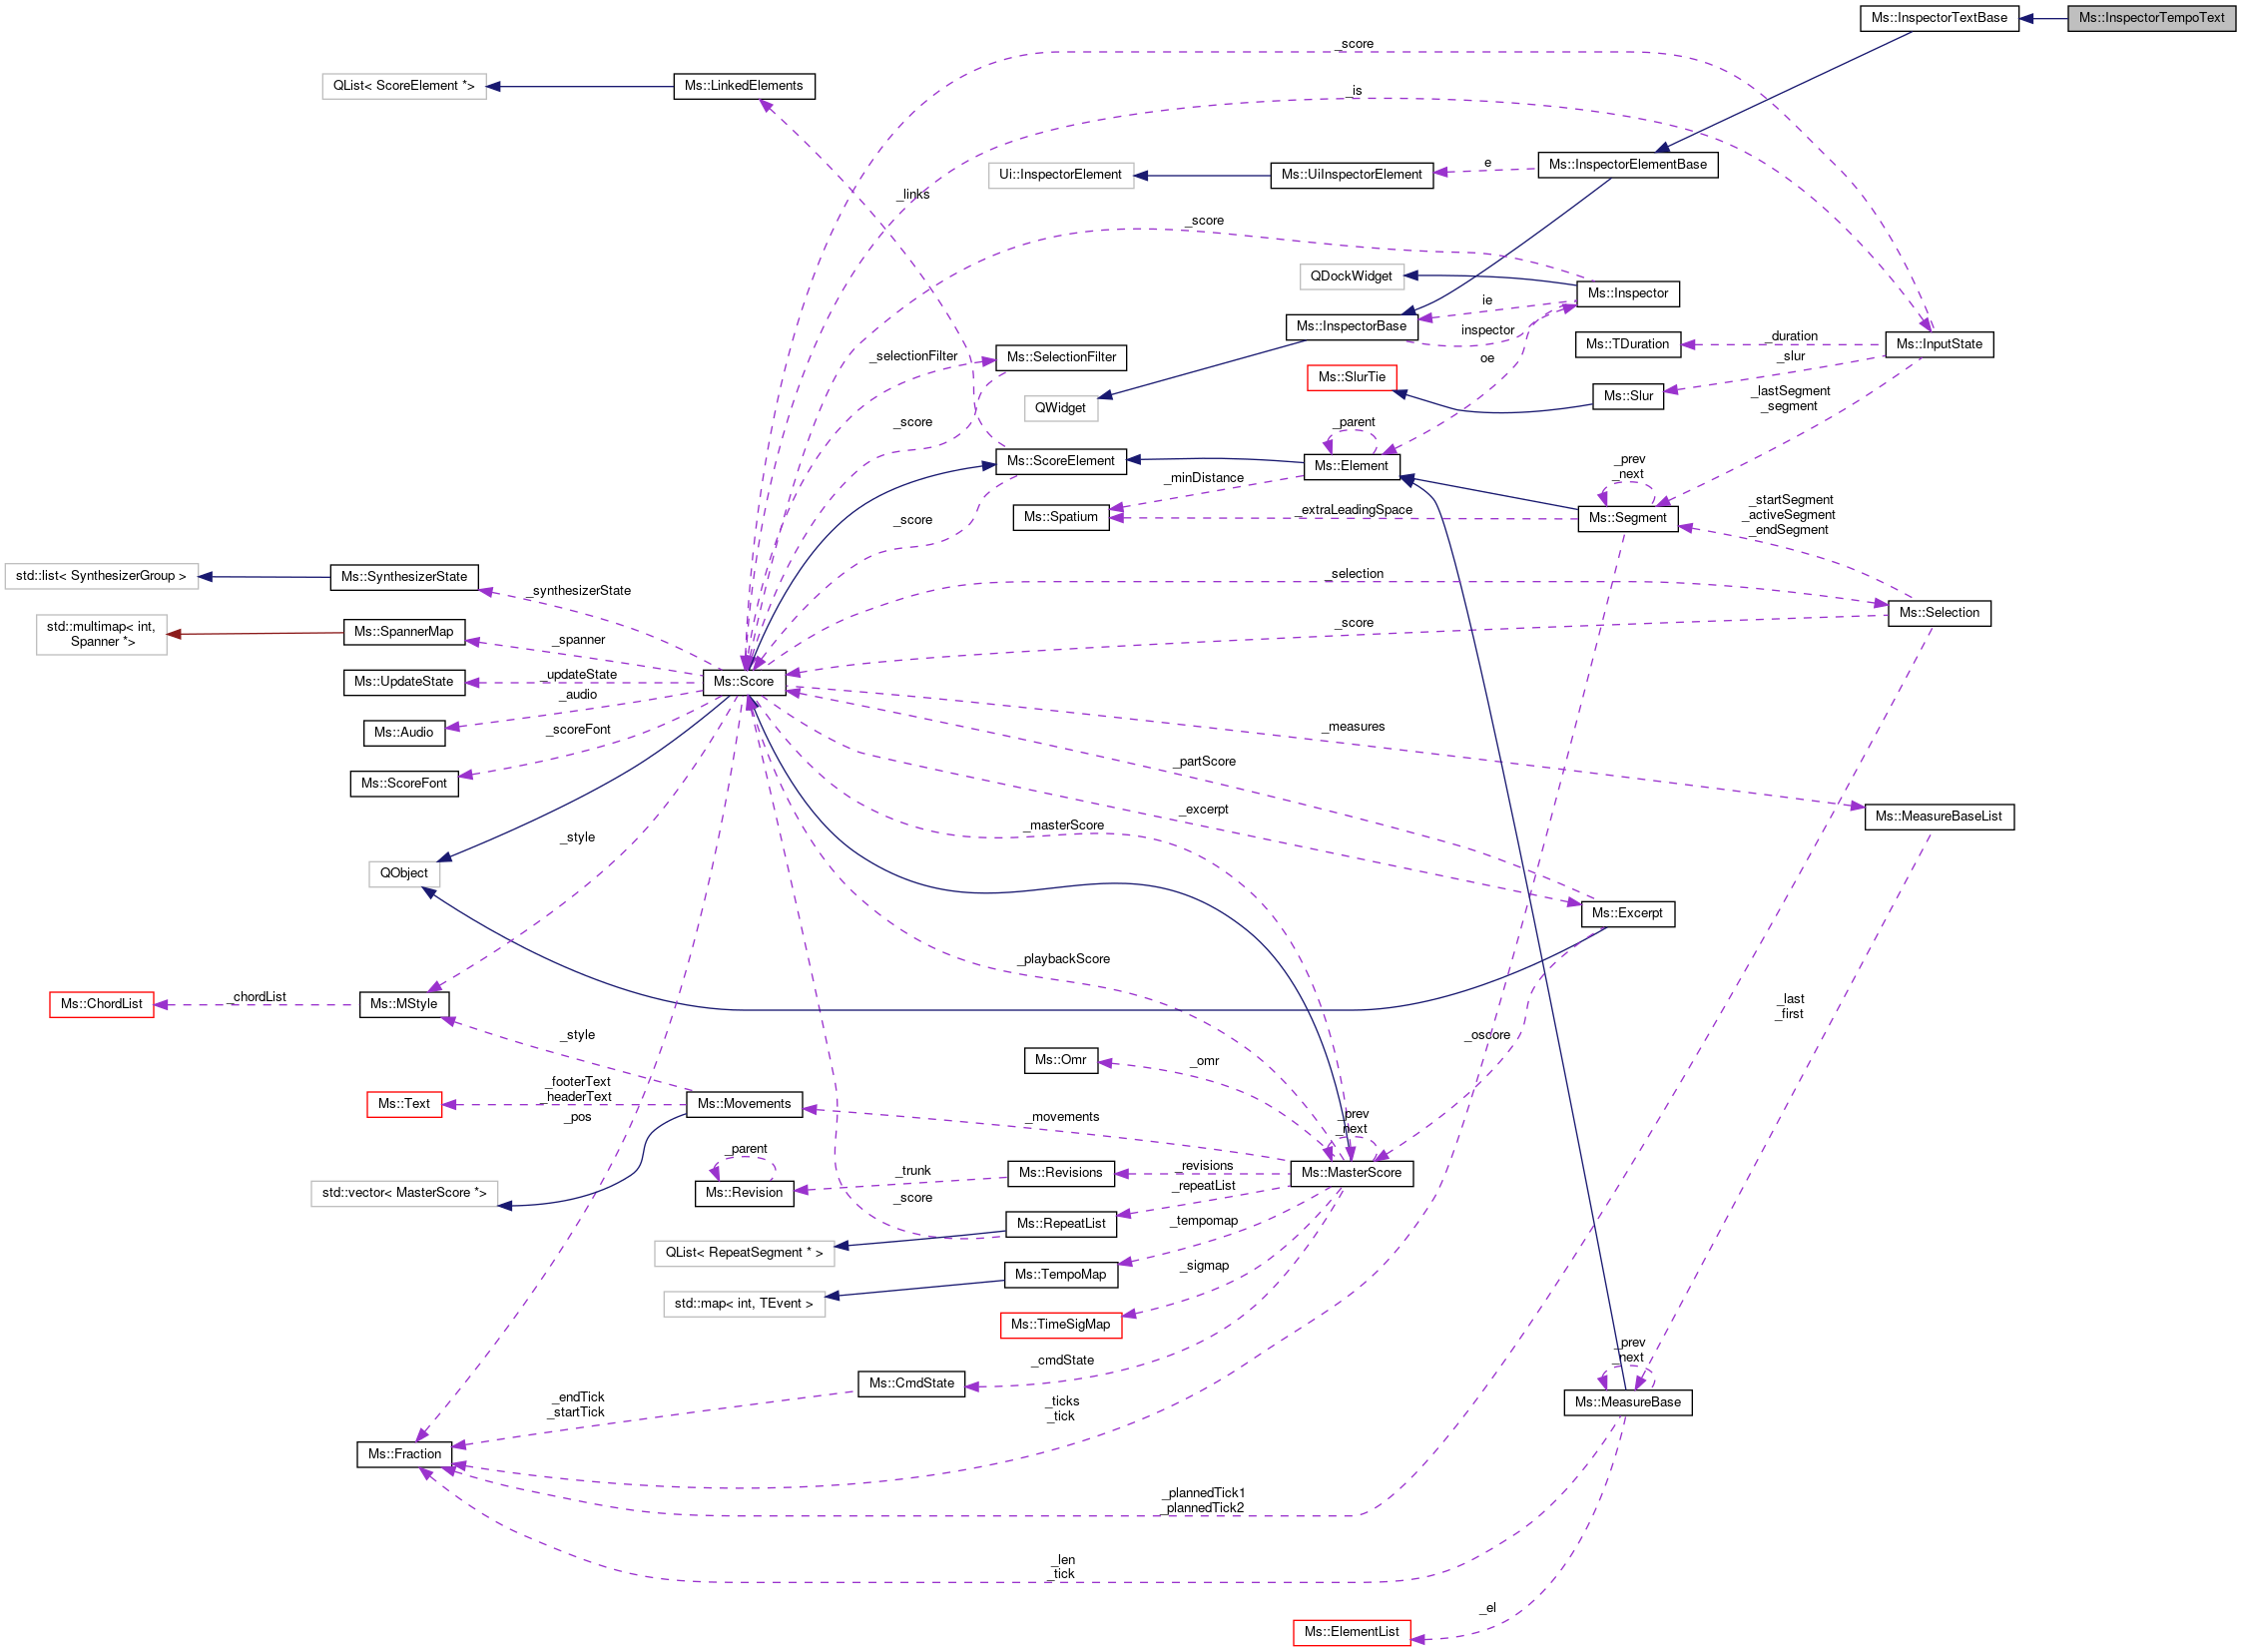 Ms::InspectorTextBase
Ms::InspectorTempoText
_score
QList< ScoreElement *>
Ms::LinkedElements
_is
_links
Ui::InspectorElement
Ms::UiInspectorElement
e
Ms::InspectorElementBase
_score
QDockWidget
Ms::Inspector
ie
Ms::InspectorBase
inspector
oe
_selectionFilter
Ms::SelectionFilter
Ms::TDuration
_duration
Ms::InputState
_slur
Ms::SlurTie
Ms::Slur
_lastSegment
_segment
QWidget
_score
_parent
Ms::ScoreElement
Ms::Element
_minDistance
_prev
_next
_score
Ms::Spatium
_extraLeadingSpace
Ms::Segment
_startSegment
_activeSegment
_endSegment
std::list< SynthesizerGroup >
Ms::SynthesizerState
_synthesizerState
_selection
Ms::Selection
std::multimap< int,
Spanner *>
Ms::SpannerMap
_spanner
_score
Ms::UpdateState
_updateState
Ms::Score
_audio
Ms::Audio
_scoreFont
Ms::ScoreFont
_measures
_partScore
_excerpt
Ms::MeasureBaseList
_masterScore
_style
QObject
Ms::Excerpt
_playbackScore
Ms::ChordList
_chordList
Ms::MStyle
_last
_first
_style
_oscore
Ms::Omr
_omr
_footerText
_headerText
Ms::Text
Ms::Movements
_pos
_movements
_prev
_next
_parent
Ms::Revision
_trunk
Ms::Revisions
_revisions
Ms::MasterScore
_repeatList
std::vector< MasterScore *>
_score
Ms::RepeatList
_tempomap
QList< RepeatSegment * >
Ms::TempoMap
_sigmap
std::map< int, TEvent >
Ms::TimeSigMap
_cmdState
Ms::CmdState
_prev
_next
Ms::MeasureBase
_endTick
_startTick
_ticks
_tick
Ms::Fraction
_plannedTick1
_plannedTick2
_len
_tick
_el
Ms::ElementList